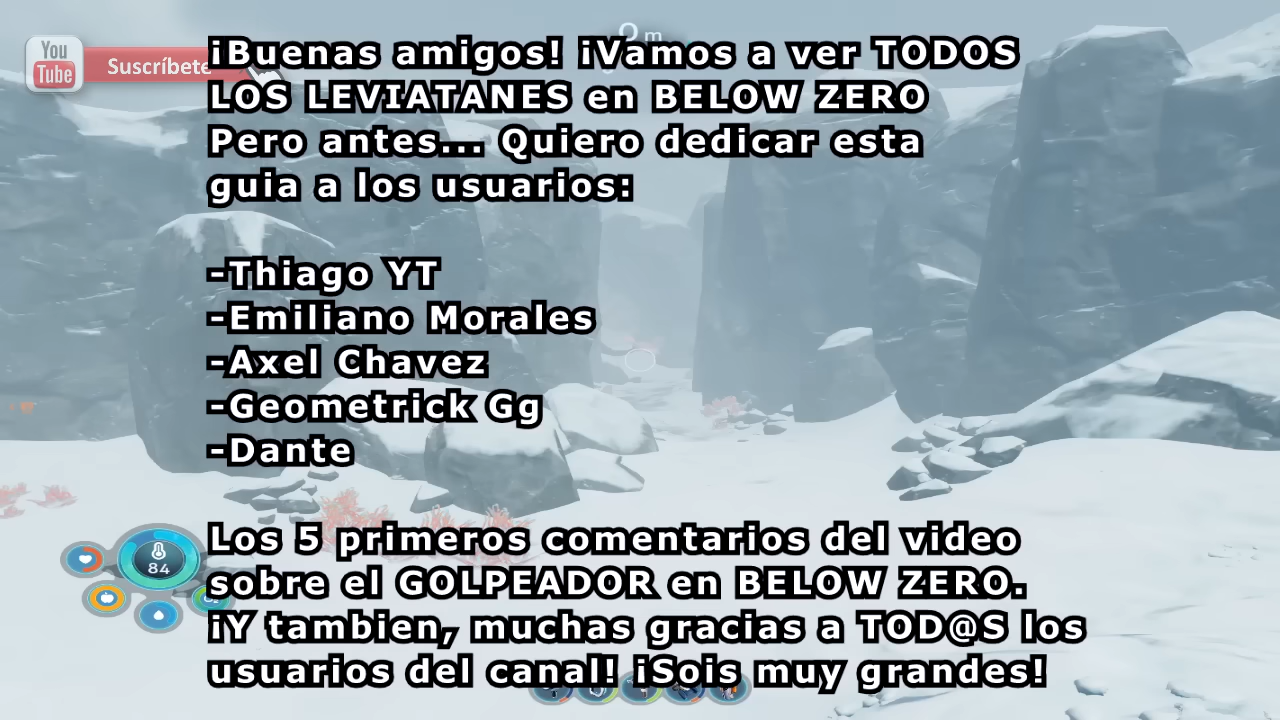 You
Tube
Suscríbete
0 m
¡Buenas amigos! ¡Vamos a ver TODOS
LOS LEVIATANES en BELOW ZERO
Pero antes... Quiero dedicar esta
guia a los usuarios:
-Thiago YT
-Emiliano Morales
-Axel Chavez
-Geometrick Gg
-Dante
84
Los 5 primeros comentarios del video
sobre el GOLPEADOR en BELOW ZERO.
¡Y tambien, muchas gracias a TOD@S los
usuarios del canal! ¡Sois muy grandes!